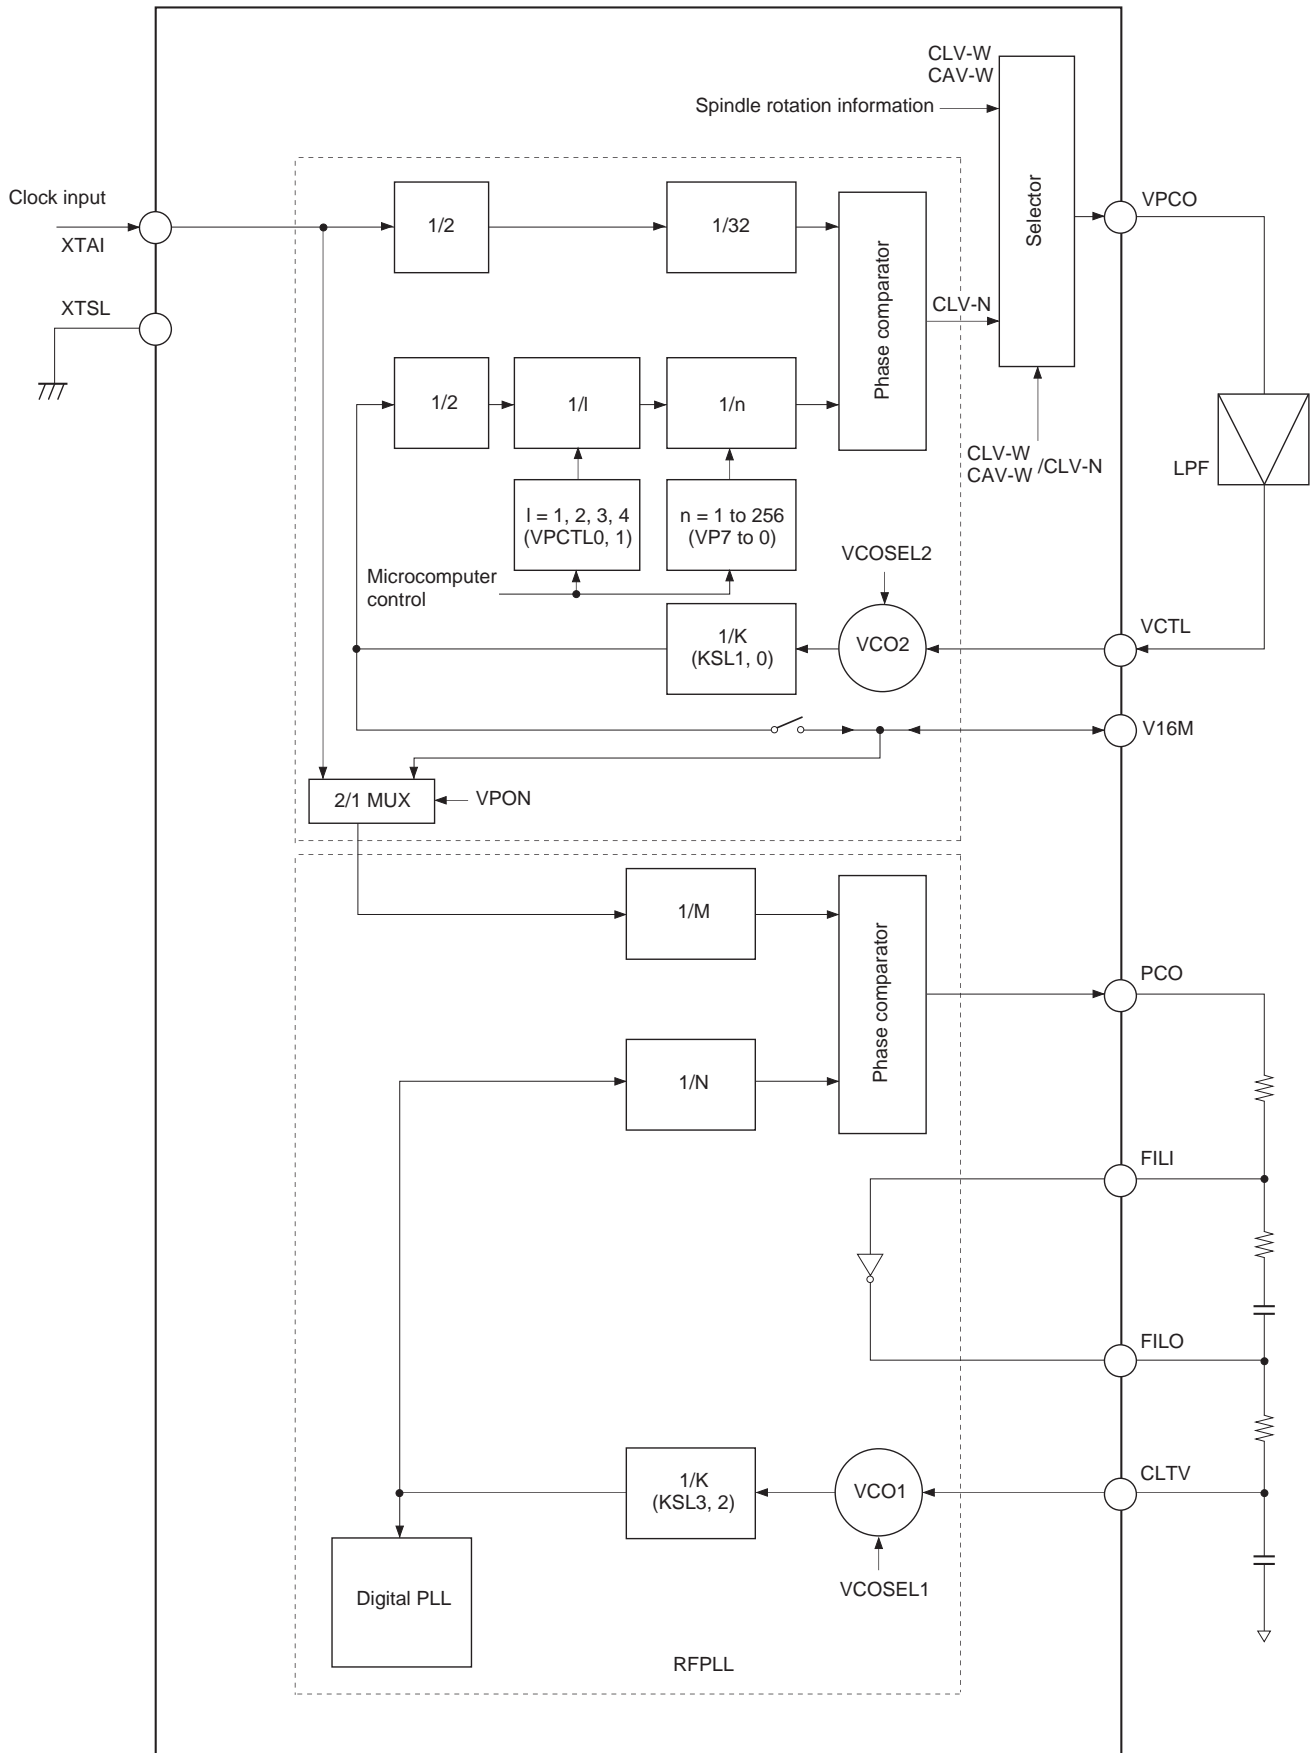 CLV-W
CAV-W
Spindle rotation information
Clock input
XTAI
XTSL
1/2
1/32
Phase comparator
CLV-N
Selector
VPCO
1/2
1/l
1/n
CLV-W
CAV-W
/CLV-N
LPF
l = 1, 2, 3, 4
(VPCTL0, 1)
n = 1 to 256
(VP7 to 0)
Microcomputer
control
VCOSEL2
1/K
(KSL1, 0)
VCO2
VCTL
V16M
2/1 MUX
VPON
1/M
Phase comparator
PCO
1/N
FILI
FILO
1/K
(KSL3, 2)
VCO1
CLTV
VCOSEL1
Digital PLL
RFPLL